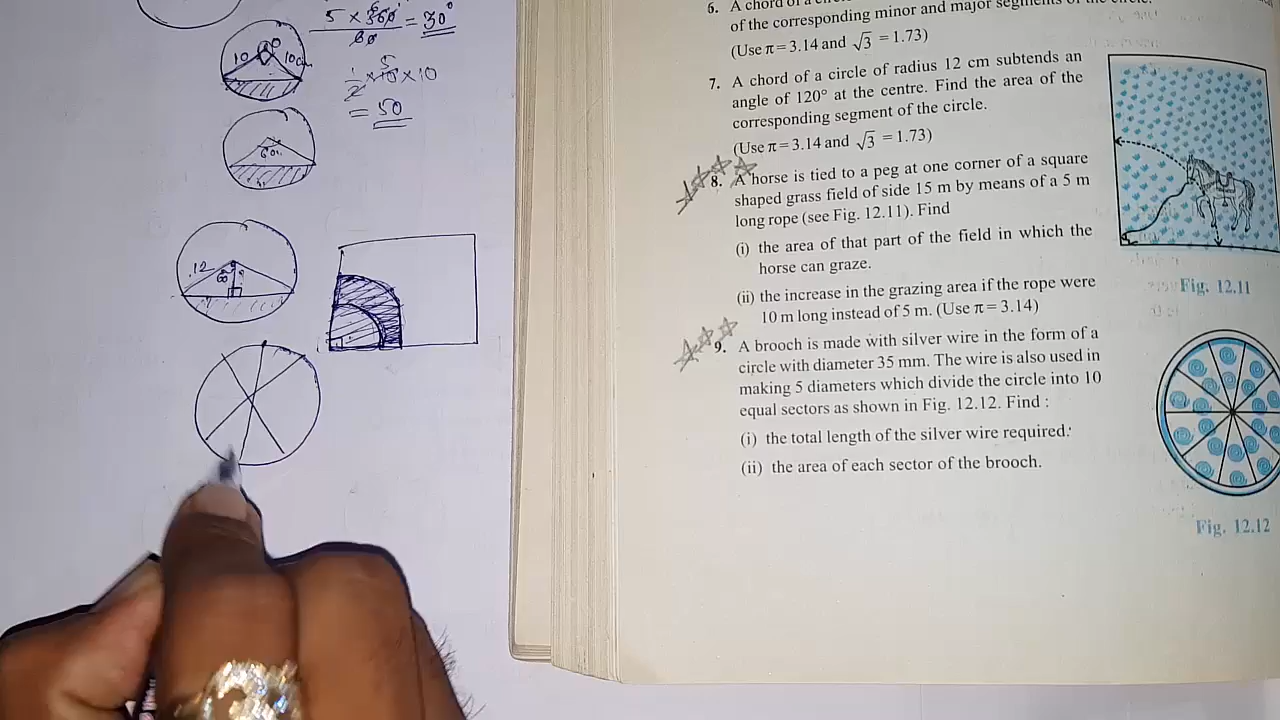 5 × 360 = 30°
60
10 O 10cm
1/2 × 10 × 10
5
= 50
60
12 60
6. A chord of a
of the corresponding minor and major segments of the circle.
(Use π = 3.14 and √3 = 1.73)
7. A chord of a circle of radius 12 cm subtends an
angle of 120° at the centre. Find the area of the
corresponding segment of the circle.
(Use π = 3.14 and √3 = 1.73)
8. A horse is tied to a peg at one corner of a square
shaped grass field of side 15 m by means of a 5 m
long rope (see Fig. 12.11). Find
(i) the area of that part of the field in which the
horse can graze.
(ii) the increase in the grazing area if the rope were
10 m long instead of 5 m. (Use π = 3.14)
Fig. 12.11
9. A brooch is made with silver wire in the form of a
circle with diameter 35 mm. The wire is also used in
making 5 diameters which divide the circle into 10
equal sectors as shown in Fig. 12.12. Find :
(i) the total length of the silver wire required.
(ii) the area of each sector of the brooch.
Fig. 12.12